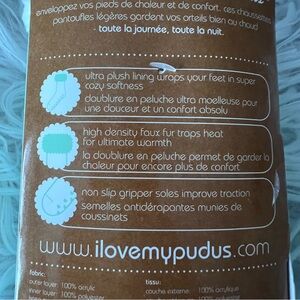 enveloppez vos pieds de chaleur et de confort. ces chaussettes
pantoufles légères gardent vos orteils bien au chaud
toute la journée, toute la nuit.
ultra plush lining wraps your feet in super
cozy softness
doublure en peluche ultra moelleuse pour
une douceur et un confort absolu
high density faux fur traps heat
for ultimate warmth
la doublure en peluche permet de garder la
chaleur pour encore plus de confort
non slip gripper soles improve traction
semelles antidérapantes munies de
coussinets
www.ilovemypudus.com
fabric:
outer layer: 100% acrylic
inner layer: 100% polyester
tissu:
couche externe: 100% acrylique